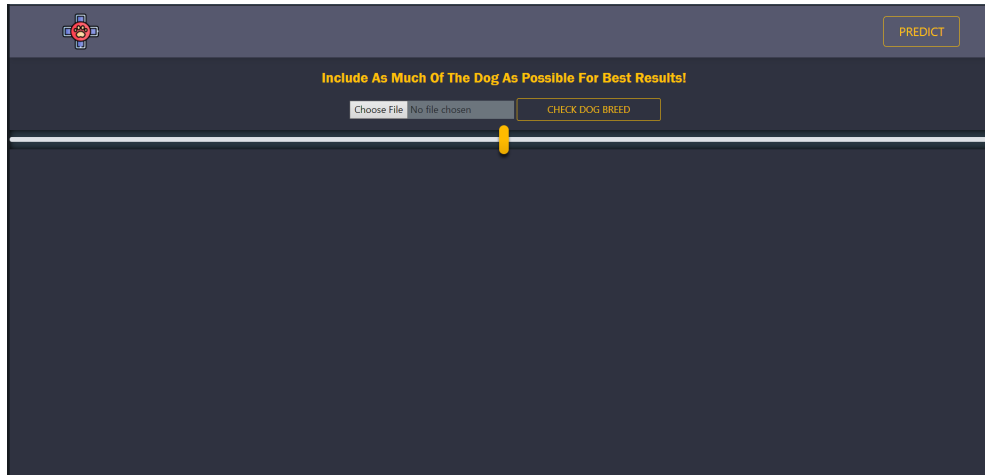 PREDICT
Include As Much Of The Dog As Possible For Best Results!
Choose File No file chosen CHECK DOG BREED